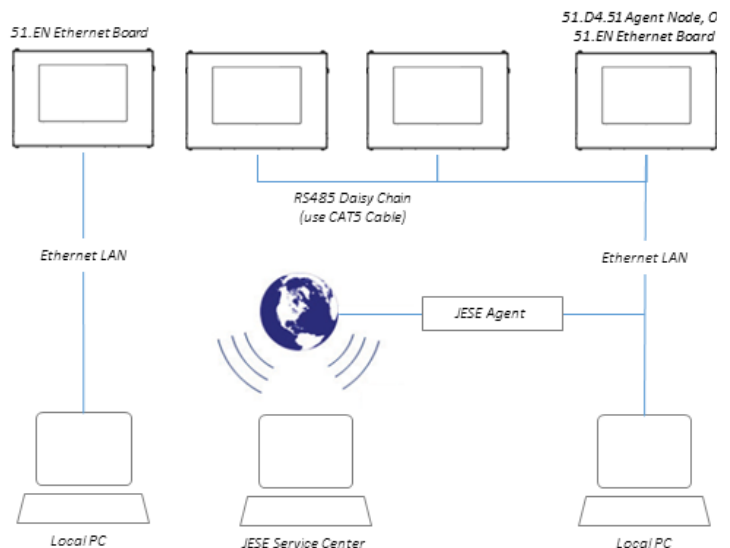 51.EN Ethernet Board
51.D4.51 Agent Node, O
51.EN Ethernet Board
RS485 Daisy Chain
(use CAT5 Cable)
Ethernet LAN
Ethernet LAN
JESE Agent
Local PC
JESE Service Center
Local PC